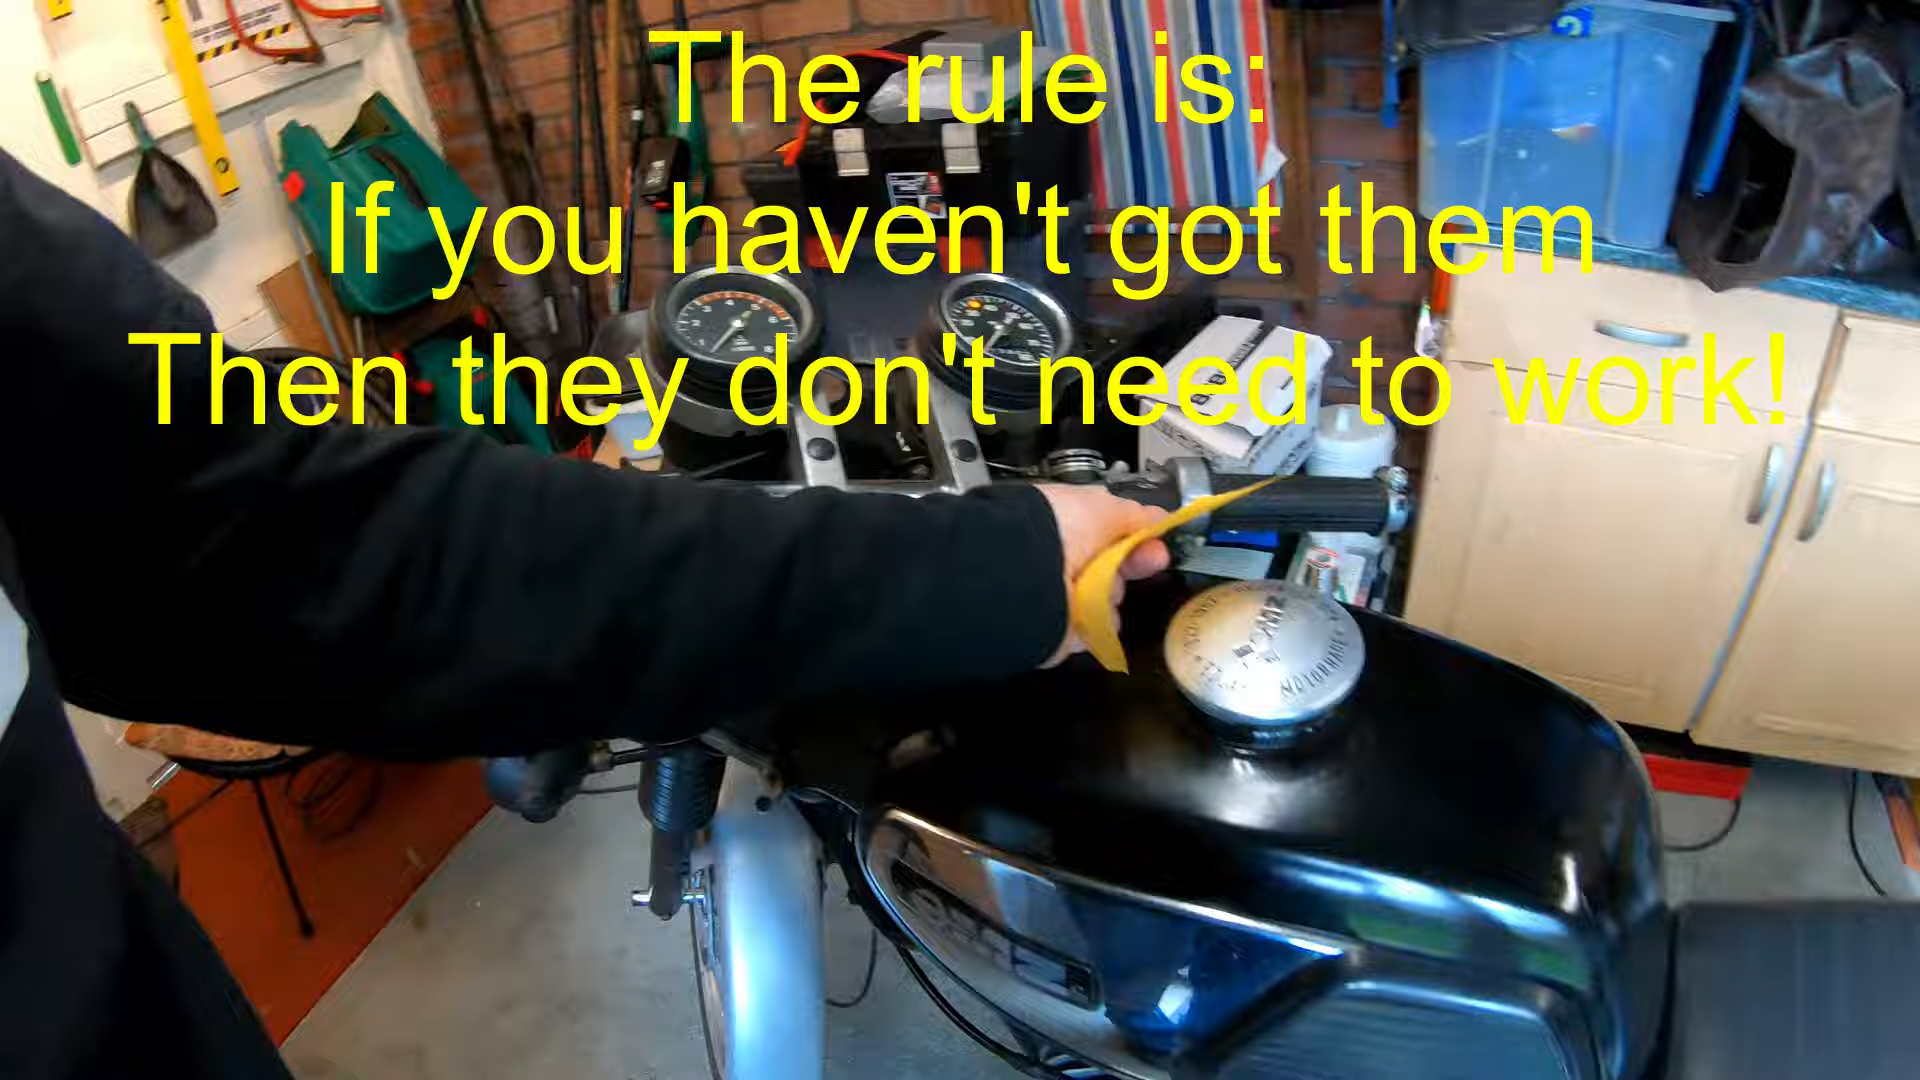 The rule is:
If you haven't got them
Then they don't need to work!